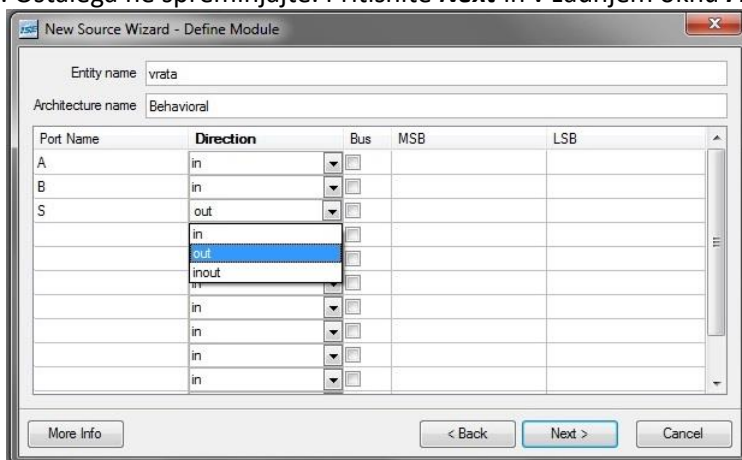 . Ostalega ne spreminjajte. Pritisnite Next in v zadnjem oknu
ISE New Source Wizard - Define Module
Entity name vrata
Architecture name Behavioral
Port Name Direction Bus MSB LSB
A in
B in
S out
in
out
inout
in
in
in
in
More Info < Back Next > Cancel